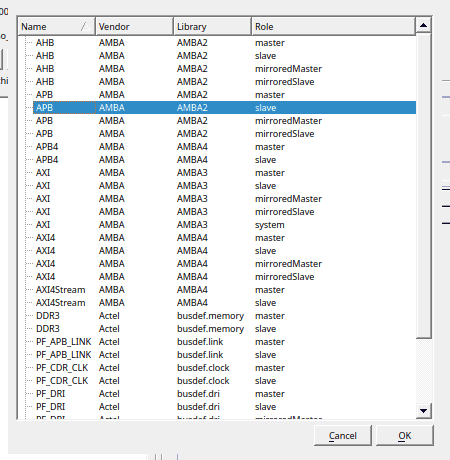 Name Vendor Library Role
AHB AMBA AMBA2 master
AHB AMBA AMBA2 slave
AHB AMBA AMBA2 mirroredMaster
AHB AMBA AMBA2 mirroredSlave
APB AMBA AMBA2 master
APB AMBA AMBA2 slave
APB AMBA AMBA2 mirroredMaster
APB AMBA AMBA2 mirroredSlave
APB4 AMBA AMBA4 master
APB4 AMBA AMBA4 slave
AXI AMBA AMBA3 master
AXI AMBA AMBA3 slave
AXI AMBA AMBA3 mirroredMaster
AXI AMBA AMBA3 mirroredSlave
AXI AMBA AMBA3 system
AXI4 AMBA AMBA4 master
AXI4 AMBA AMBA4 slave
AXI4 AMBA AMBA4 mirroredMaster
AXI4 AMBA AMBA4 mirroredSlave
AXI4Stream AMBA AMBA4 master
AXI4Stream AMBA AMBA4 slave
DDR3 Actel busdef.memory master
DDR3 Actel busdef.memory slave
PF_APB_LINK Actel busdef.link master
PF_APB_LINK Actel busdef.link slave
PF_CDR_CLK Actel busdef.clock master
PF_CDR_CLK Actel busdef.clock slave
PF_DRI Actel busdef.dri master
PF_DRI Actel busdef.dri slave
PF_DRI Actel busdef.dri mirroredMaster
Cancel OK